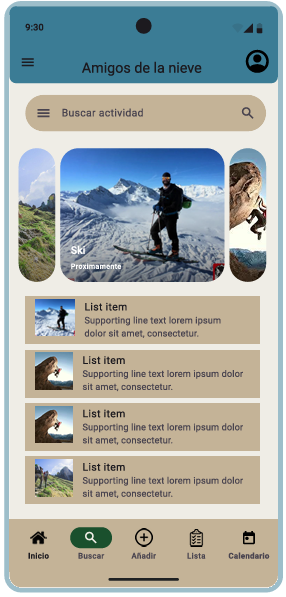 9:30
Amigos de la nieve
Buscar actividad
Ski
Proximamente
List item
Supporting line text lorem ipsum
dolor sit amet, consectetur.
List item
Supporting line text lorem ipsum dolor
sit amet, consectetur.
List item
Supporting line text lorem ipsum dolor
sit amet, consectetur.
List item
Supporting line text lorem ipsum dolor
sit amet, consectetur.
Inicio
Buscar
Añadir
Lista
Calendario